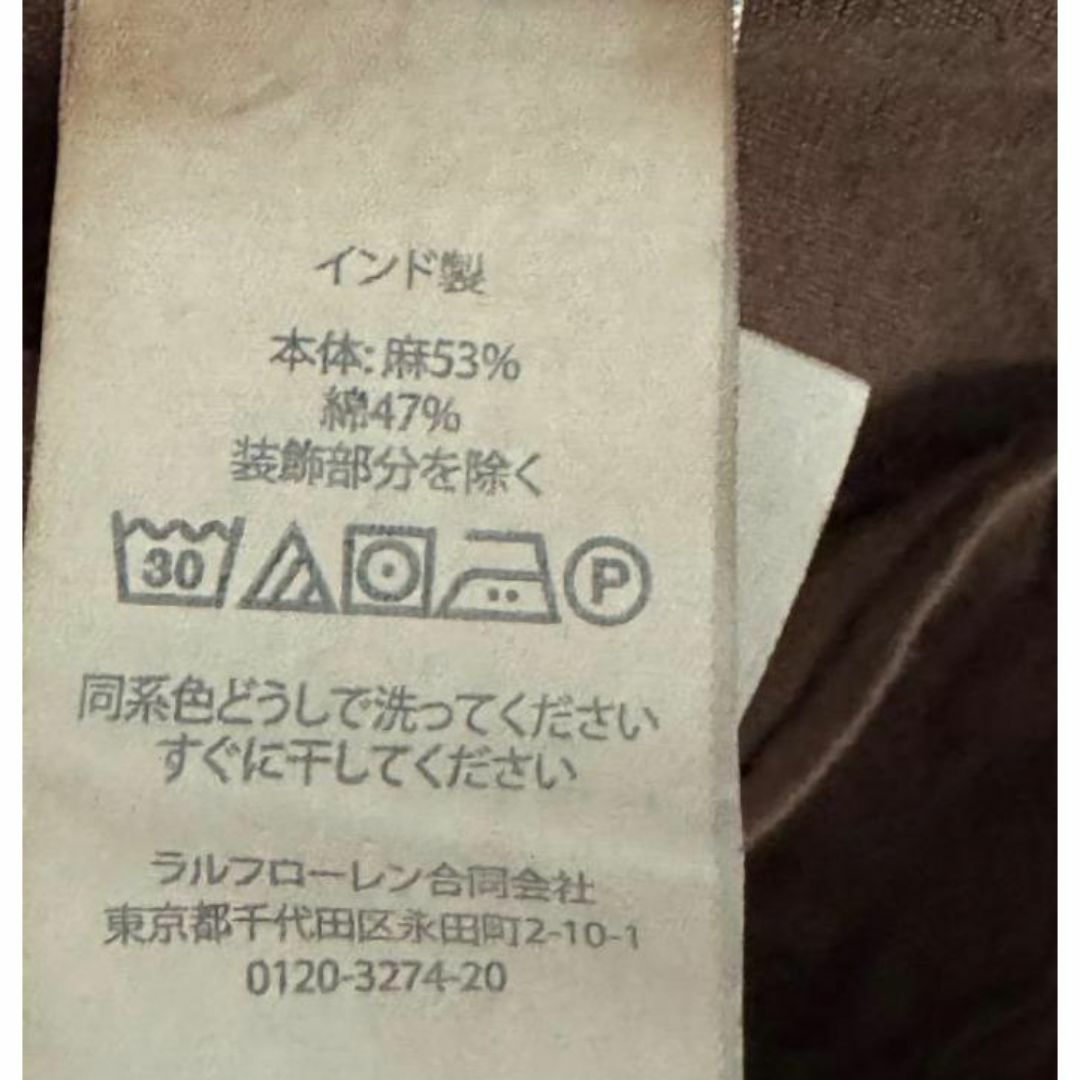 インド製
本体: 麻53%
綿47%
装飾部分を除く
30 P
同系色どうしで洗ってください
すぐに干してください
ラルフローレン合同会社
東京都千代田区永田町2-10-1
0120-3274-20